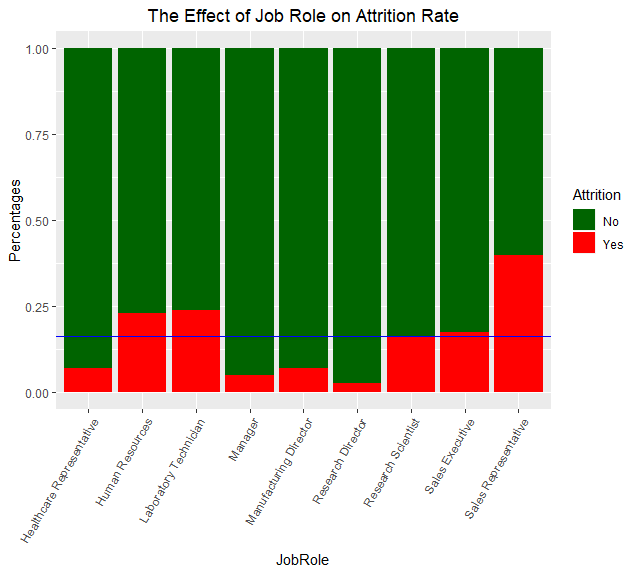 The Effect of Job Role on Attrition Rate
Percentages
1.00
0.75
0.50
0.25
0.00
Healthcare Representative
Human Resources
Laboratory Technician
Manager
Manufacturing Director
Research Director
Research Scientist
Sales Executive
Sales Representative
JobRole
Attrition
No
Yes